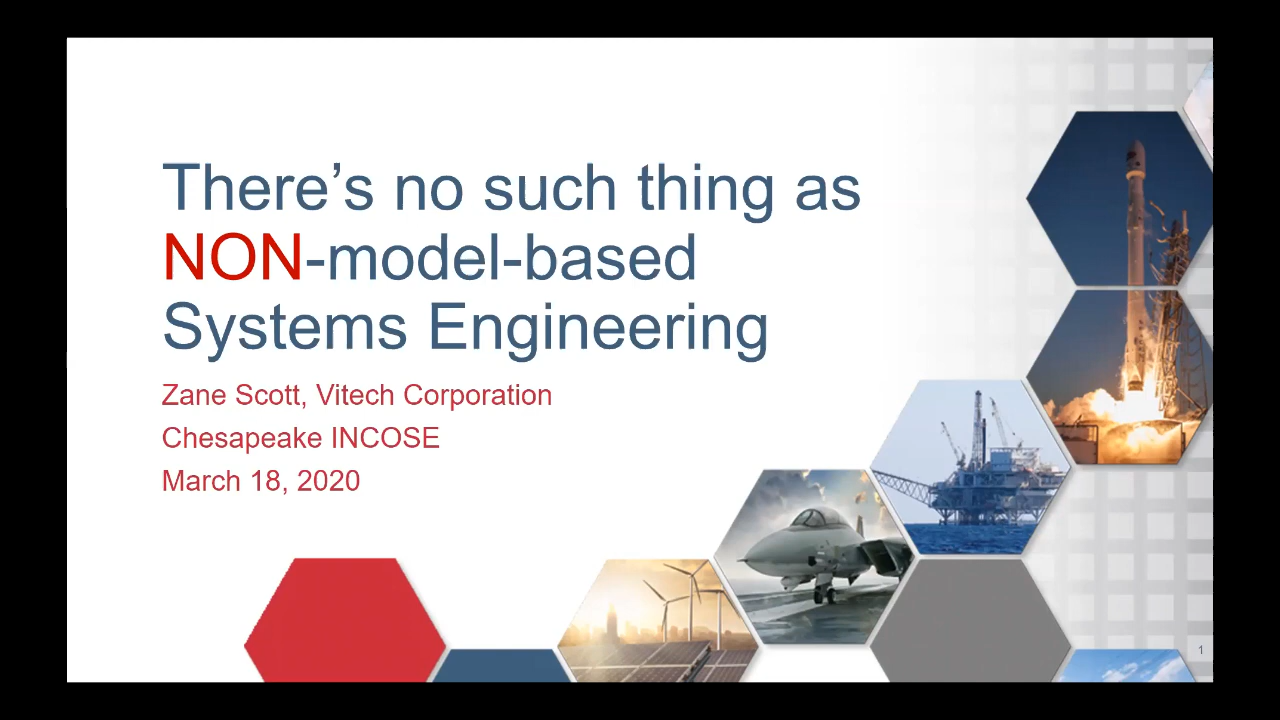 There’s no such thing as
NON-model-based
Systems Engineering
Zane Scott, Vitech Corporation
Chesapeake INCOSE
March 18, 2020
1